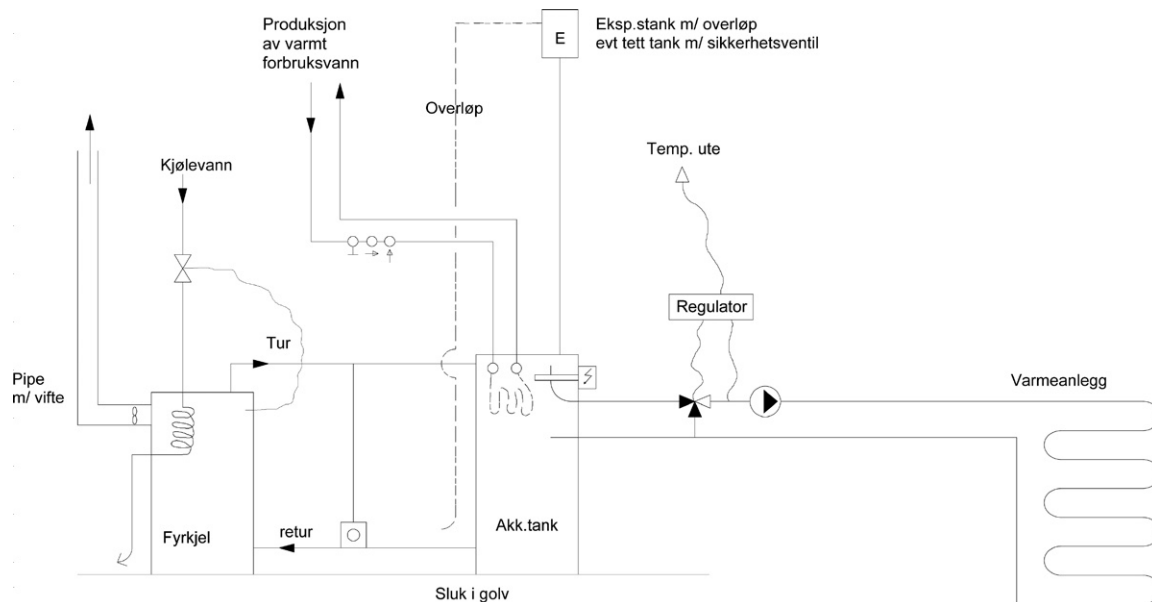 Produksjon
av varmt
forbruksvann
E
Eksp.stank m/ overløp
evt tett tank m/ sikkerhetsventil
Overløp
Kjølevann
Temp. ute
Regulator
Tur
Pipe
m/ vifte
Varmeanlegg
Fyrkjel
retur
Akk.tank
Sluk i golv